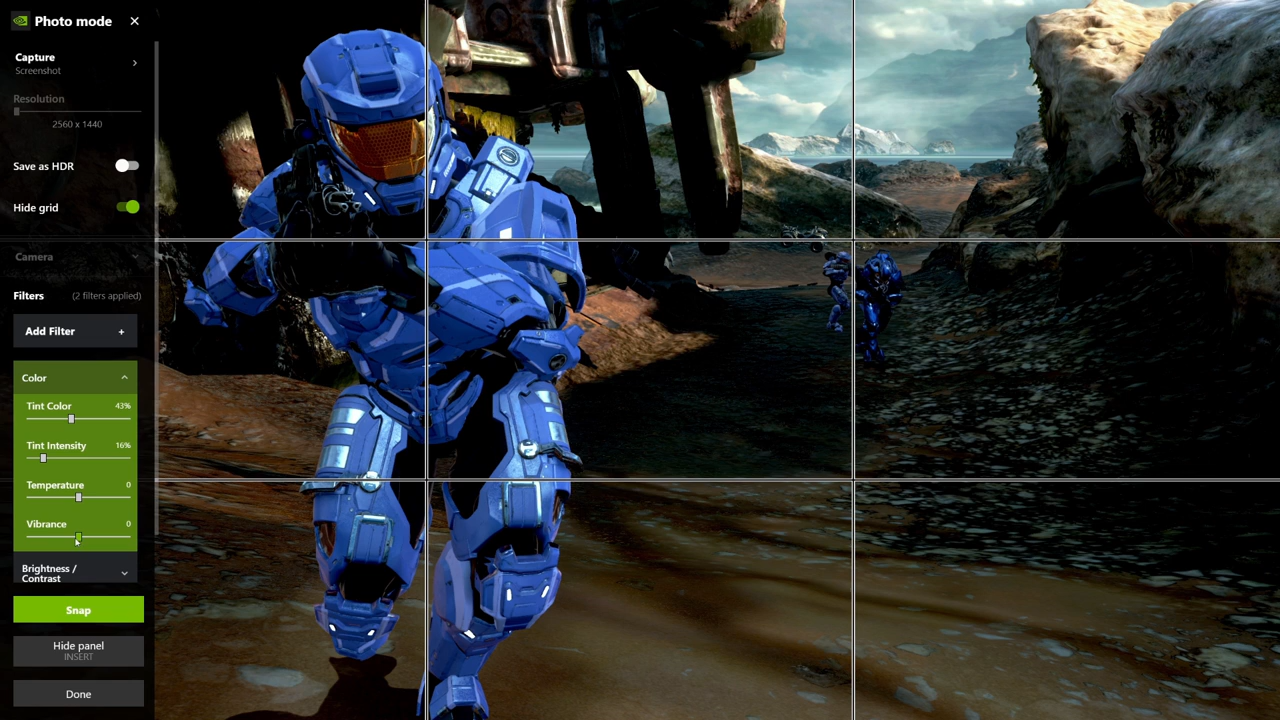 Photo mode
Capture
Screenshot
Resolution
2560 x 1440
Save as HDR
Hide grid
Camera
Filters (2 filters applied)
Add Filter +
Color
Tint Color 43%
Tint Intensity 16%
Temperature 0
Vibrance 0
Brightness /
Contrast
Snap
Hide panel
INSERT
Done